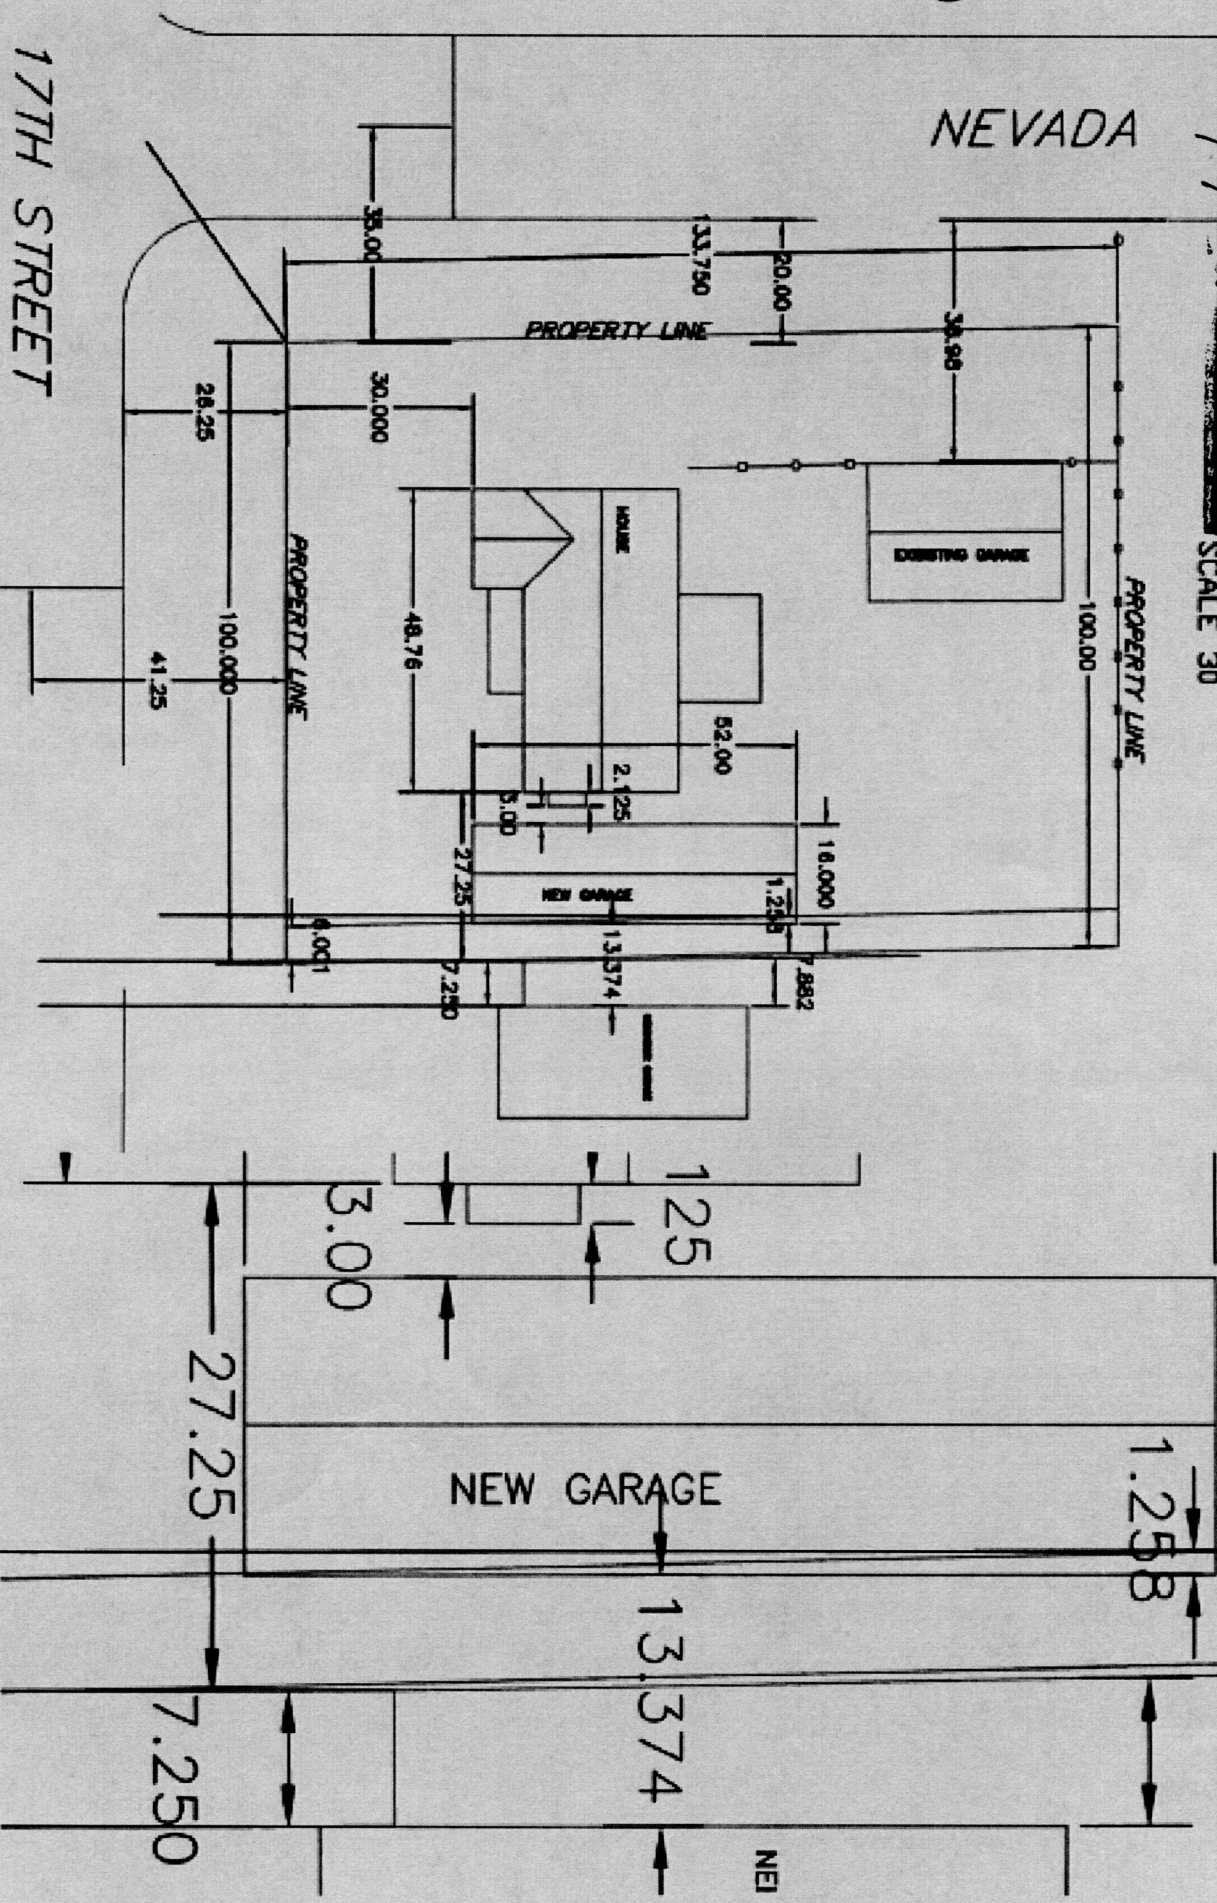 NEVADA
17TH STREET
SCALE 30
35.00
133.750
20.00
38.98
PROPERTY LINE
28.25
30.000
HOUSE
EXISTING GARAGE
PROPERTY LINE
100.00
48.76
100.000
PROPERTY LINE
41.25
52.00
2.125
3.00
27.25
16.000
1.258
NEW GARAGE
6.001
13.374
7.250
7.882
125
3.00
27.25
NEW GARAGE
1.258
13.374
7.250
NEI